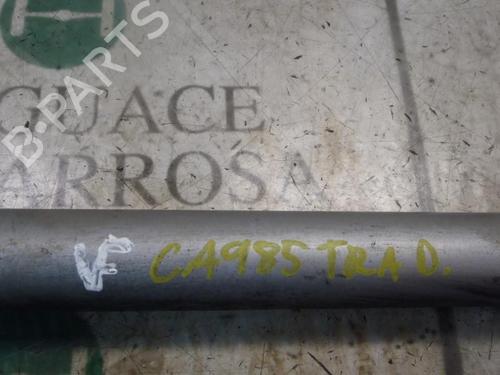 B-PARTS
GUACE
ARROSA
CA985 TRA D.